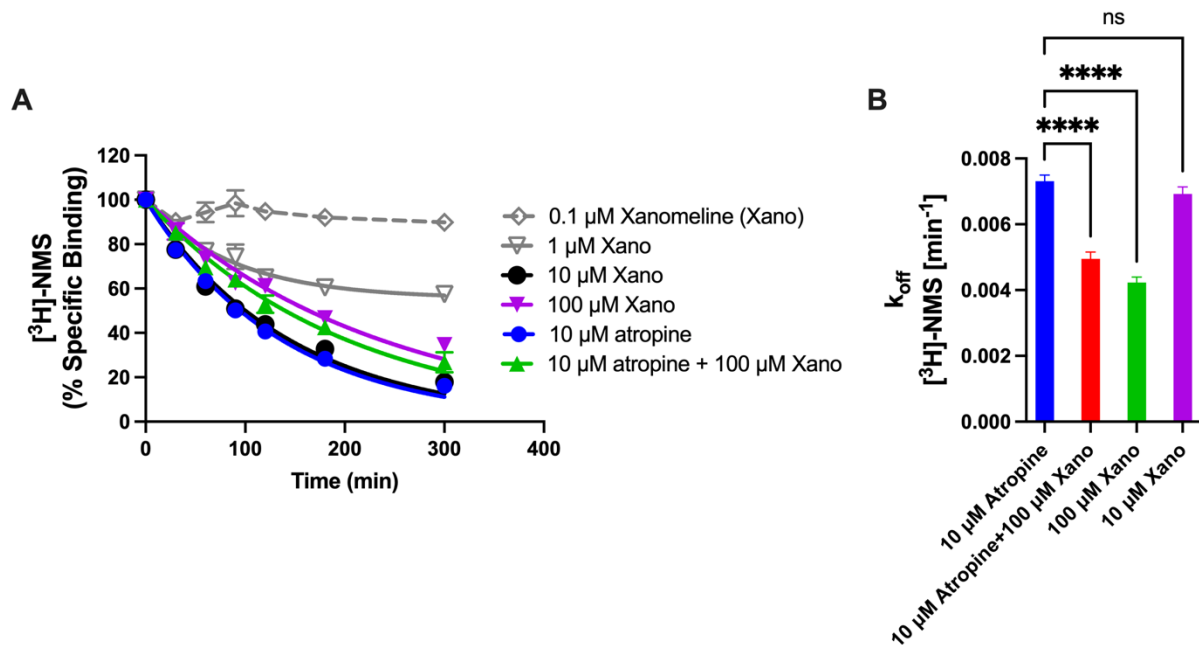 A
[³H]-NMS
(% Specific Binding)
120
100
80
60
40
20
0
0
100
200
300
400
Time (min)
0.1 µM Xanomeline (Xano)
1 µM Xano
10 µM Xano
100 µM Xano
10 µM atropine
10 µM atropine + 100 µM Xano
B
ns
****
****
k_off
[³H]-NMS [min⁻¹]
0.008
0.006
0.004
0.002
0.000
10 µM Atropine
10 µM Atropine+100 µM Xano
100 µM Xano
10 µM Xano